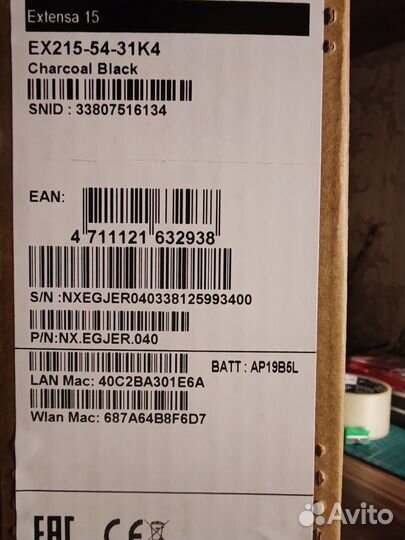 Extensa 15
EX215-54-31K4
Charcoal Black
SNID : 33807516134
EAN:
4 711121 632938
S/N :NXEGJER040338125993400
P/N:NX.EGJER.040
BATT : AP19B5L
LAN Mac: 40C2BA301E6A
Wlan Mac: 687A64B8F6D7
EAC CE
Avito